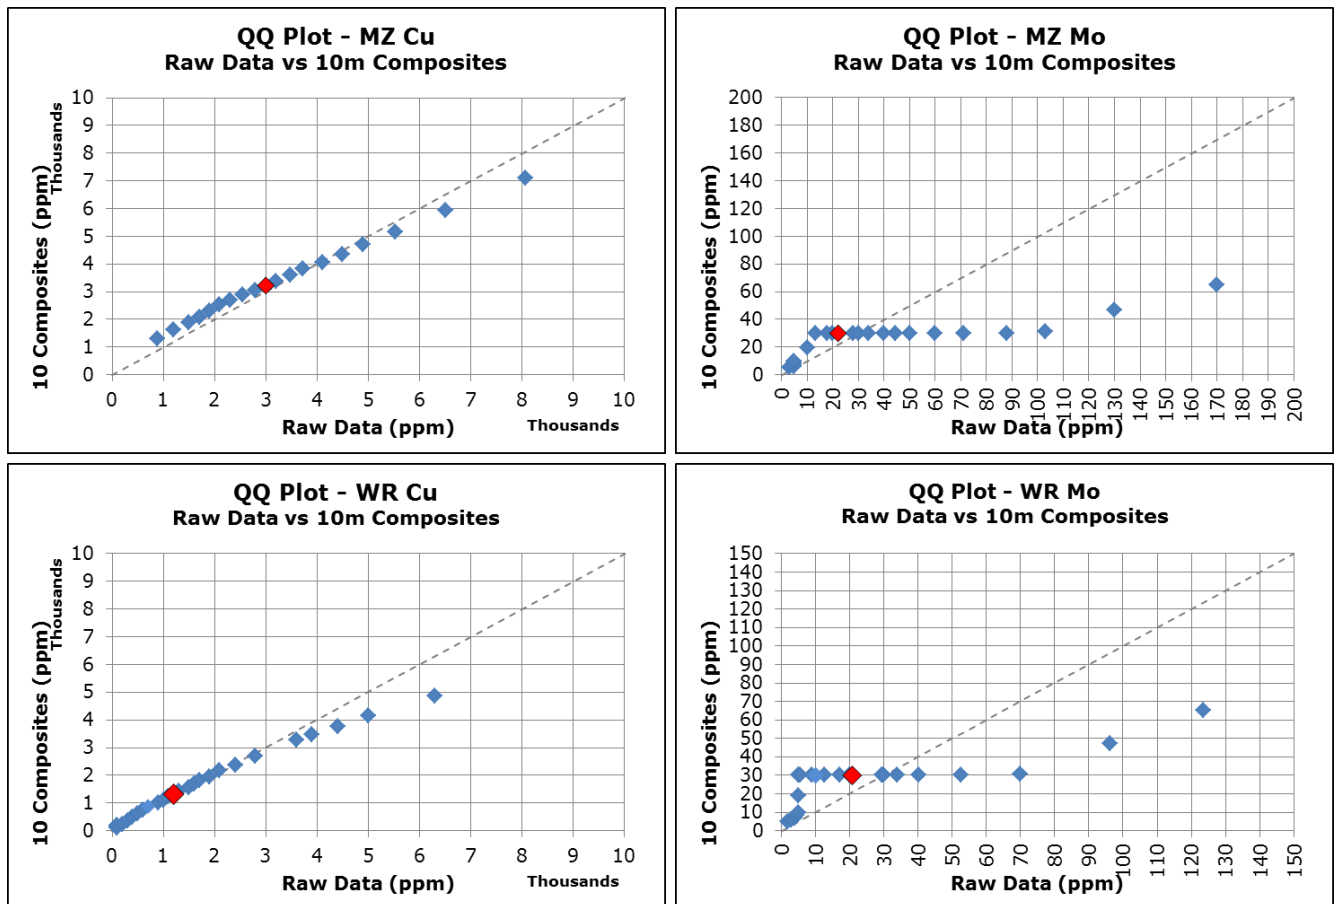 QQ Plot - MZ Cu
Raw Data vs 10m Composites
10 Composites (ppm)
Thousands
10
9
8
7
6
5
4
3
2
1
0
0 1 2 3 4 5 6 7 8 9 10
Raw Data (ppm)
Thousands
QQ Plot - MZ Mo
Raw Data vs 10m Composites
10 Composites (ppm)
200
180
160
140
120
100
80
60
40
20
0
0 10 20 30 40 50 60 70 80 90 100 110 120 130 140 150 160 170 180 190 200
Raw Data (ppm)
QQ Plot - WR Cu
Raw Data vs 10m Composites
10 Composites (ppm)
Thousands
10
9
8
7
6
5
4
3
2
1
0
0 1 2 3 4 5 6 7 8 9 10
Raw Data (ppm)
Thousands
QQ Plot - WR Mo
Raw Data vs 10m Composites
10 Composites (ppm)
150
140
130
120
110
100
90
80
70
60
50
40
30
20
10
0
0 10 20 30 40 50 60 70 80 90 100 110 120 130 140 150
Raw Data (ppm)